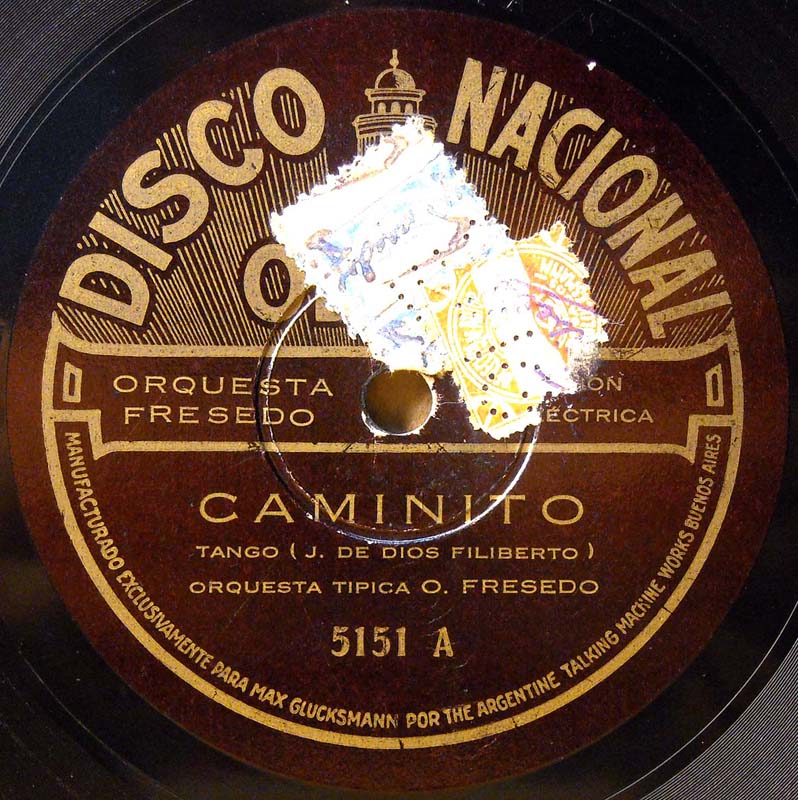 DISCO NACIONAL
ORQUESTA
FRESEDO
CAMINITO
TANGO ( J. DE DIOS FILIBERTO )
ORQUESTA TIPICA O. FRESEDO
5151 A
MANUFACTURADO EXCLUSIVAMENTE PARA MAX GLUCKSMANN POR THE ARGENTINE TALKING MACHINE WORKS BUENOS AIRES